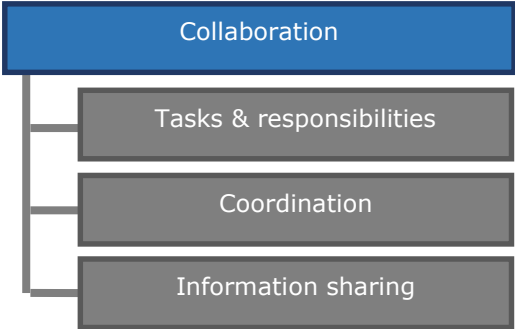 Collaboration
Tasks & responsibilities
Coordination
Information sharing